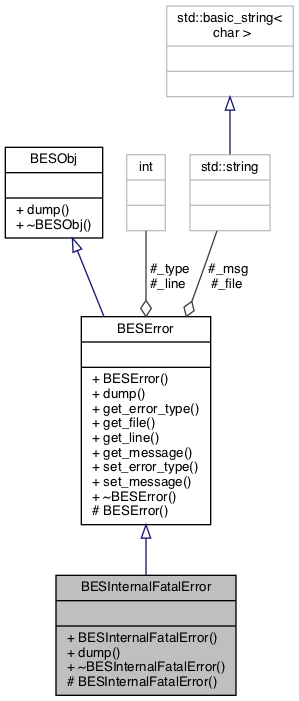 std::basic_string<
char >
BESObj
+ dump()
+ ~BESObj()
int
std::string
#_type
#_line
#_msg
#_file
BESError
+ BESError()
+ dump()
+ get_error_type()
+ get_file()
+ get_line()
+ get_message()
+ set_error_type()
+ set_message()
+ ~BESError()
# BESError()
BESInternalFatalError
+ BESInternalFatalError()
+ dump()
+ ~BESInternalFatalError()
# BESInternalFatalError()